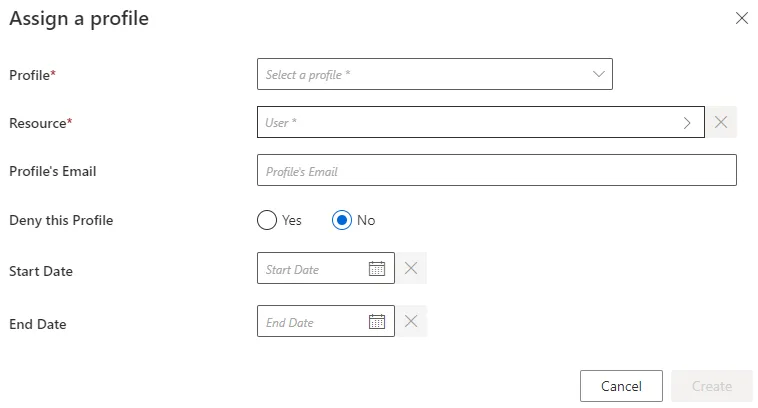 Assign a profile
Profile* Select a profile *
Resource* User *
Profile's Email Profile's Email
Deny this Profile Yes No
Start Date Start Date
End Date End Date
Cancel Create